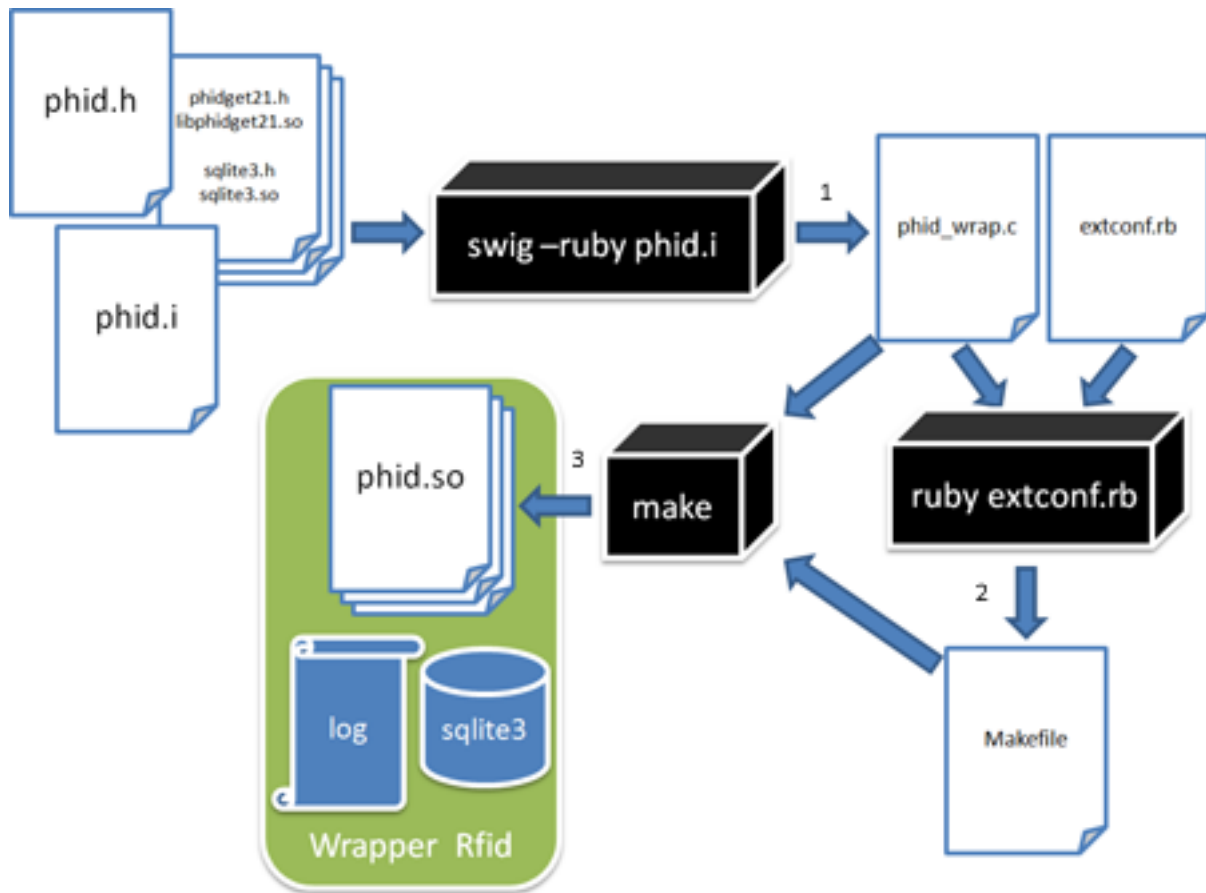 phid.h
phidget21.h
libphidget21.so
sqlite3.h
sqlite3.so
phid.i
swig –ruby phid.i
1
phid_wrap.c
extconf.rb
ruby extconf.rb
2
Makefile
make
3
phid.so
log
sqlite3
Wrapper Rfid